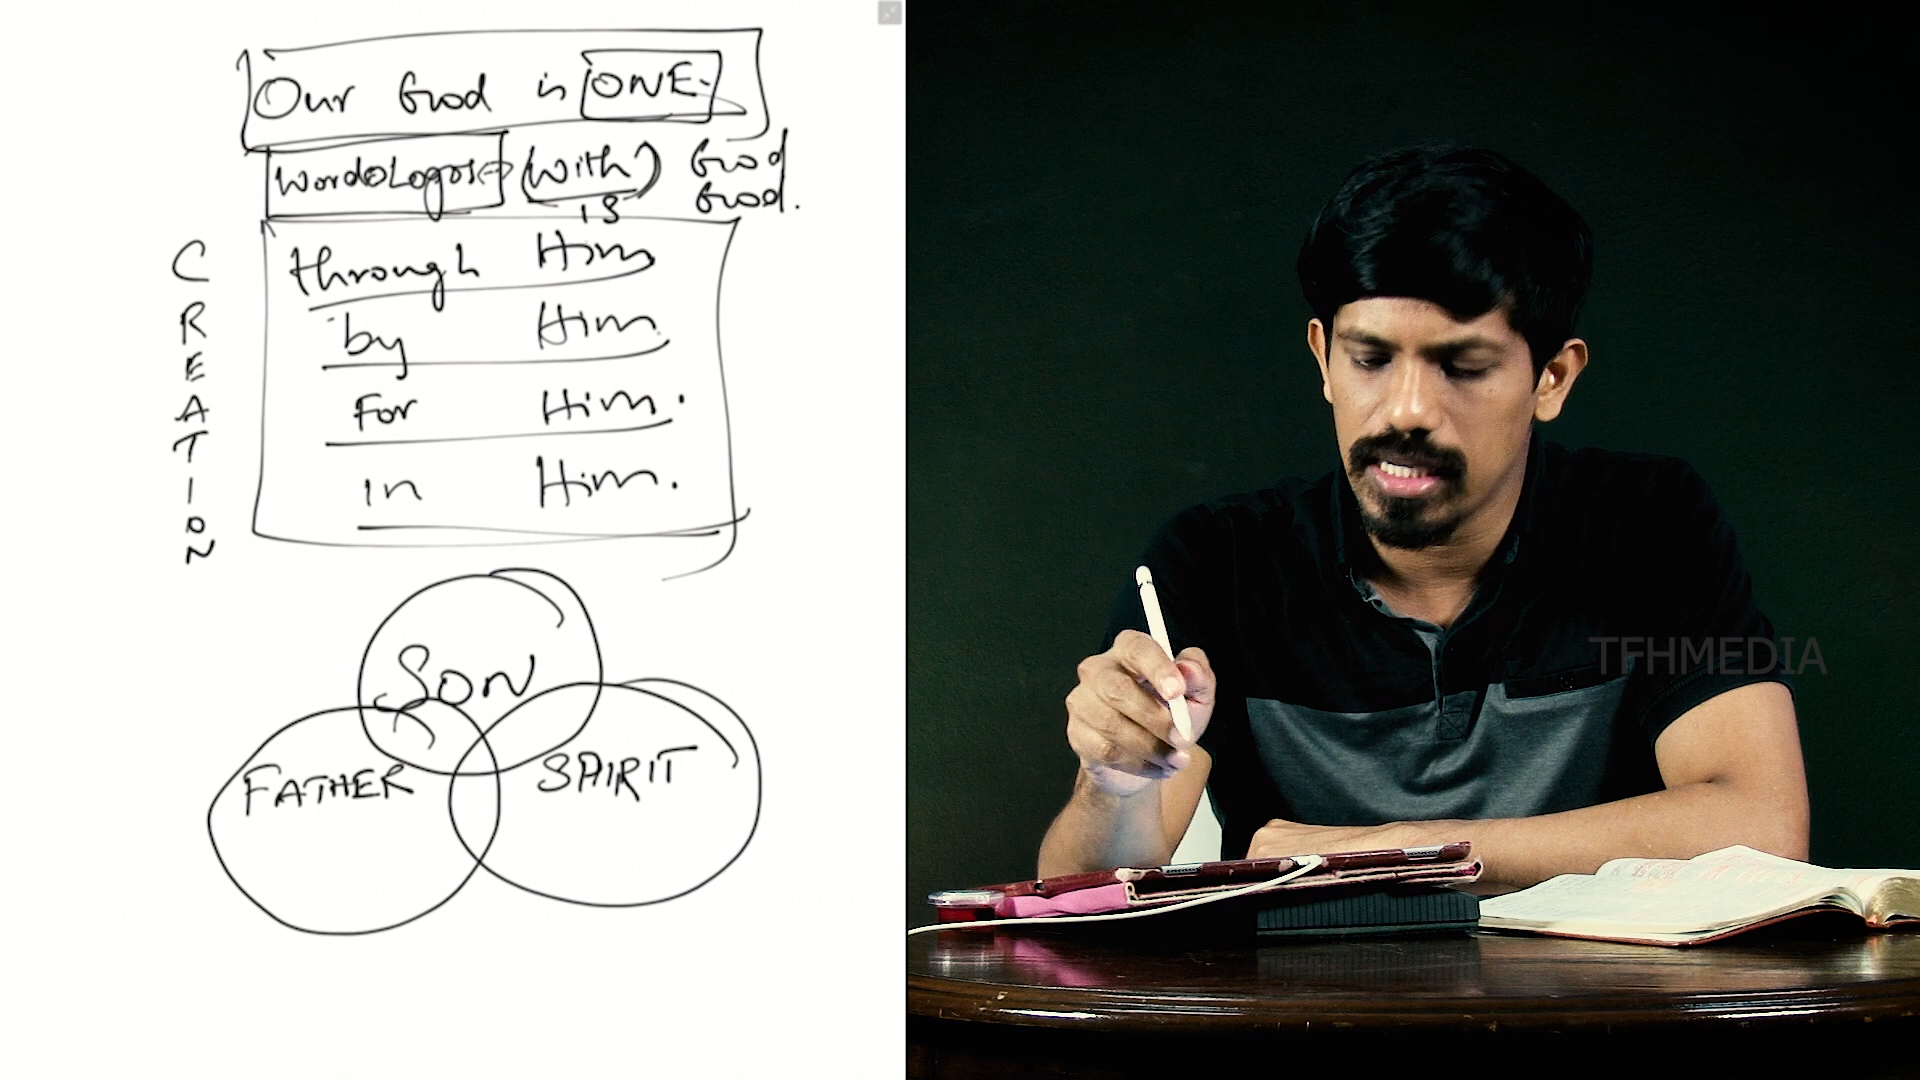 Our God is ONE.
Word Logos (with) God
is God.
CREATION
through Him
by Him.
For Him.
in Him.
SON
FATHER
SPIRIT
TFHMEDIA